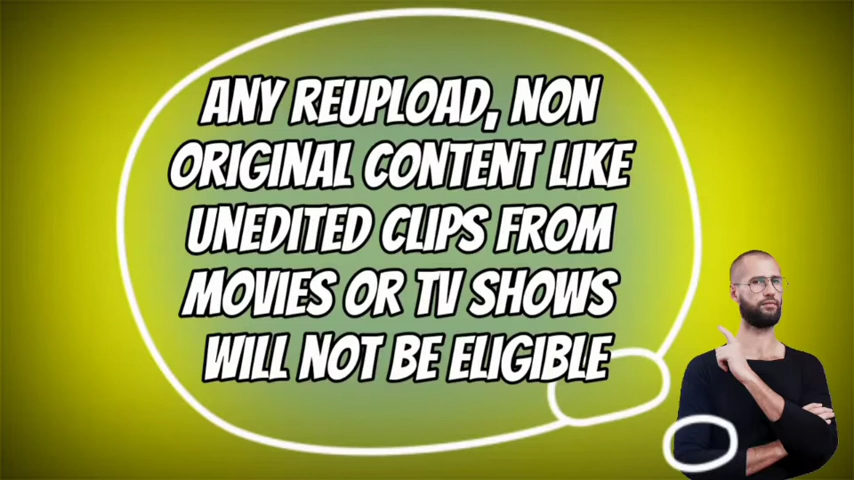 ANY REUPLOAD, NON
ORIGINAL CONTENT LIKE
UNEDITED CLIPS FROM
MOVIES OR TV SHOWS
WILL NOT BE ELIGIBLE